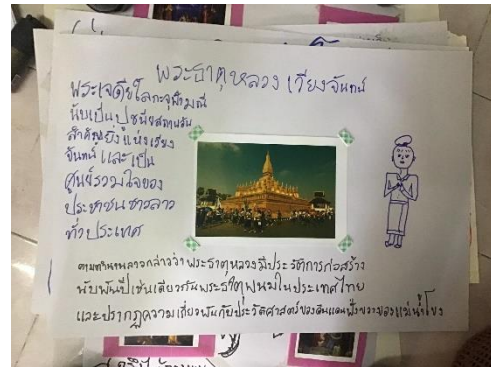 พระธาตุหลวง เวียงจันทน์
พระเจดีย์โลกะจุฬามณี
นับเป็นปูชนียสถานอัน
สำคัญยิ่งแห่งเวียง
จันทน์ และเป็น
ศูนย์รวมใจของ
ประชาชนชาวลาว
ทั่วประเทศ
ตามตำนานลาวกล่าวว่า พระธาตุหลวงมีประวัติการก่อสร้าง
นับพันปีเช่นเดียวกันพระธาตุพนมในประเทศไทย
และปรากฏความเกี่ยวพันกับประวัติศาสตร์ของดินแดนฝั่งขวาของแม่น้ำโขง